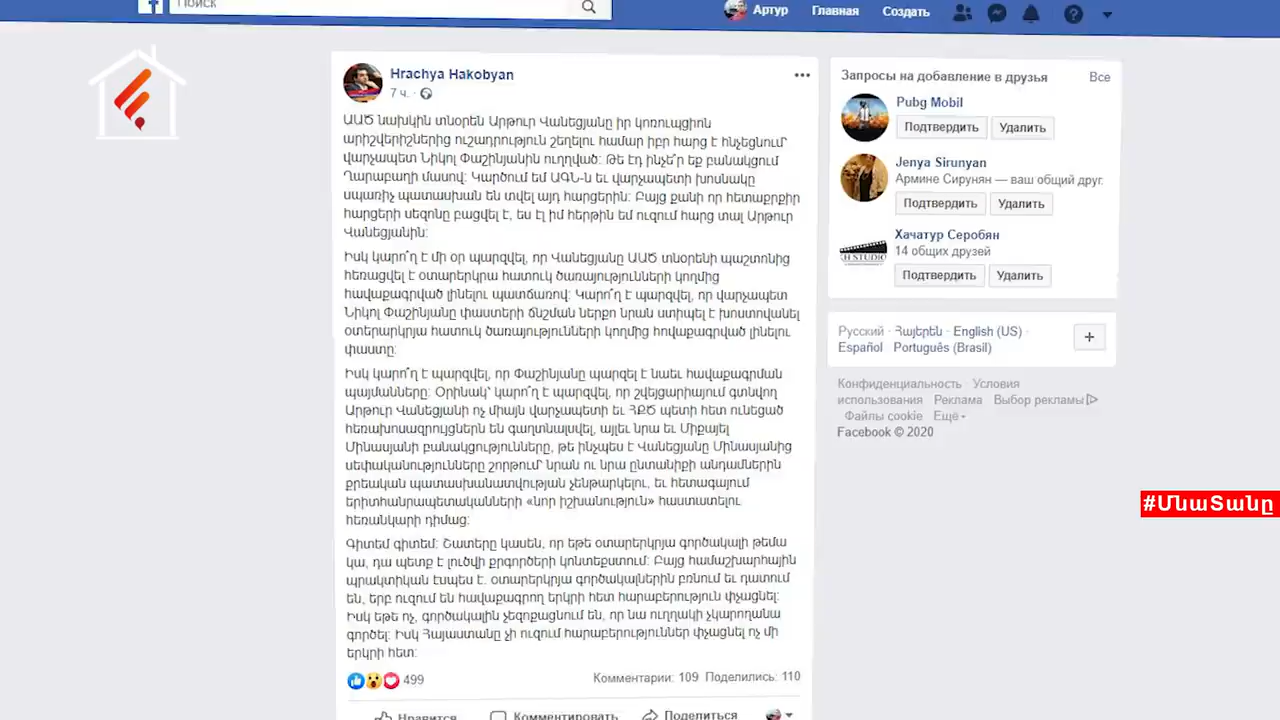 Поиск
Артур Главная Создать
Hrachya Hakobyan
7 ч.
ԱԱԾ նախկին տնօրեն Արթուր Վանեցյանը իր կոռուպցիոն
արիշվերիշներից ուշադրություն շեղելու համար իբր հարց է հնչեցնում՝
վարչապետ Նիկոլ Փաշինյանին ուղղված: Թե էդ ինչե՞ր եք բանակցում
Ղարաբաղի մասով: Կարծում եմ ԱԳՆ-ն եւ վարչապետի խոսնակը
սպառիչ պատասխան են տվել այդ հարցերին: Բայց քանի որ հետաքրքիր
հարցերի սեզոնը բացվել է, ես էլ իմ հերթին եմ ուզում հարց տալ Արթուր
Վանեցյանին:
Իսկ կարո՞ղ է մի օր պարզվել, որ Վանեցյանը ԱԱԾ տնօրենի պաշտոնից
հեռացվել է օտարերկրա հատուկ ծառայությունների կողմից
հավաքագրված լինելու պատճառով: Կարո՞ղ է պարզվել, որ վարչապետ
Նիկոլ Փաշինյանը փաստերի ճնշման ներքո նրան ստիպել է խոստովանել
օտերարկրյա հատուկ ծառայությունների կողմից հովաքագրված լինելու
փաստը:
Իսկ կարո՞ղ է պարզվել, որ Փաշինյանը պարզել է նաեւ հավաքագրման
պայմանները: Օրինակ՝ կարո՞ղ է պարզվել, որ շվեյցարիայում գտնվող
Արթուր Վանեցյանի ոչ միայն վարչապետի եւ ՀՔԾ պետի հետ ունեցած
հեռախոսազրույցներն են գաղտնալսվել, այլեւ նրա եւ Միքայել
Մինասյանի բանակցությունները, թե ինչպես է Վանեցյանը Մինասյանից
սեփականությունները շորթում՝ նրան ու նրա ընտանիքի անդամներին
քրեական պատասխանատվության չենթարկելու, եւ հետագայում
երիտհանրապետականների «նոր իշխանություն» հաստատելու
հեռանկարի դիմաց:
Գիտեմ գիտեմ: Շատերը կասեն, որ եթե օտարերկրյա գործակալի թեմա
կա, դա պետք է լուծվի քրգործերի կոնտեքստում: Բայց համաշխարհային
պրակտիկան էսպես է. օտարերկրյա գործակալներին բռնում եւ դատում
են, երբ ուզում են հավաքագրող երկրի հետ հարաբերություն փչացնել:
Իսկ եթե ոչ, գործակալին չեզոքացնում են, որ նա ուղղակի չկարողանա
գործել: Իսկ Հայաստանը չի ուզում հարաբերություններ փչացնել ոչ մի
երկրի հետ:
499 Комментарии: 109 Поделились: 110
Нравится Комментировать Поделиться
Запросы на добавление в друзья Все
Pubg Mobil
Подтвердить Удалить
Jenya Sirunyan
Армине Сирунян — ваш общий друг.
Подтвердить Удалить
Хачатур Серобян
14 общих друзей
H STUDIO
Подтвердить Удалить
Русский · Հայերեն · English (US) ·
Español · Português (Brasil)
Конфиденциальность · Условия
использования · Реклама · Выбор рекламы
Файлы cookie · Ещё
Facebook © 2020
#ՄնաՏանը